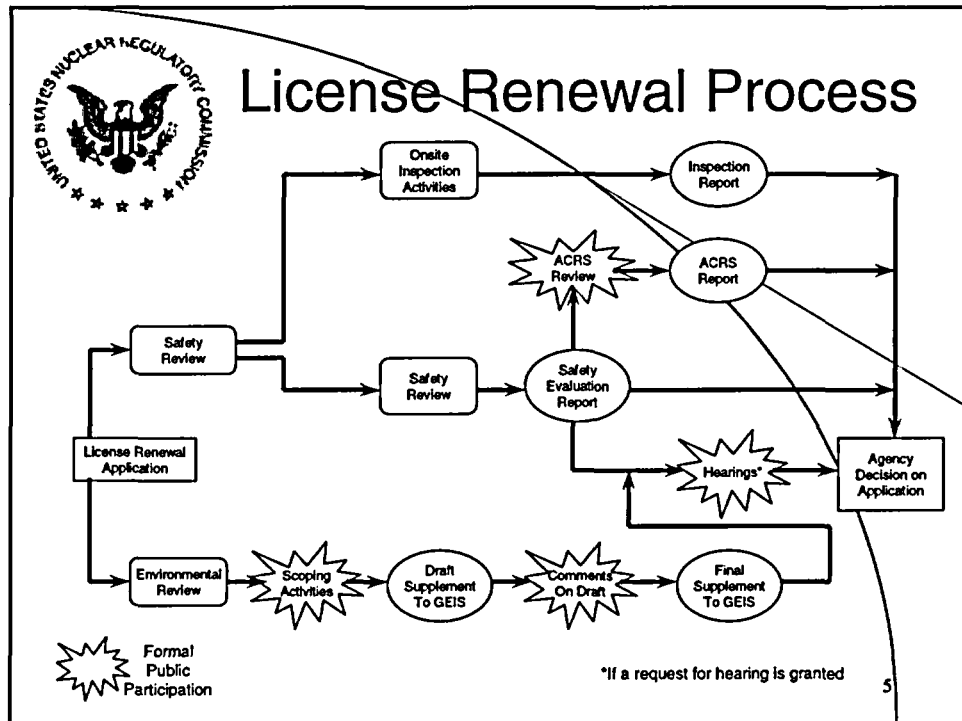 UNITED STATES NUCLEAR REGULATORY COMMISSION
License Renewal Process
Onsite
Inspection
Activities
Inspection
Report
ACRS
Review
ACRS
Report
Safety
Review
Safety
Review
Safety
Evaluation
Report
License Renewal
Application
Hearings*
Agency
Decision on
Application
Environmental
Review
Scoping
Activities
Draft
Supplement
To GEIS
Comments
On Draft
Final
Supplement
To GEIS
Formal
Public
Participation
*If a request for hearing is granted
5